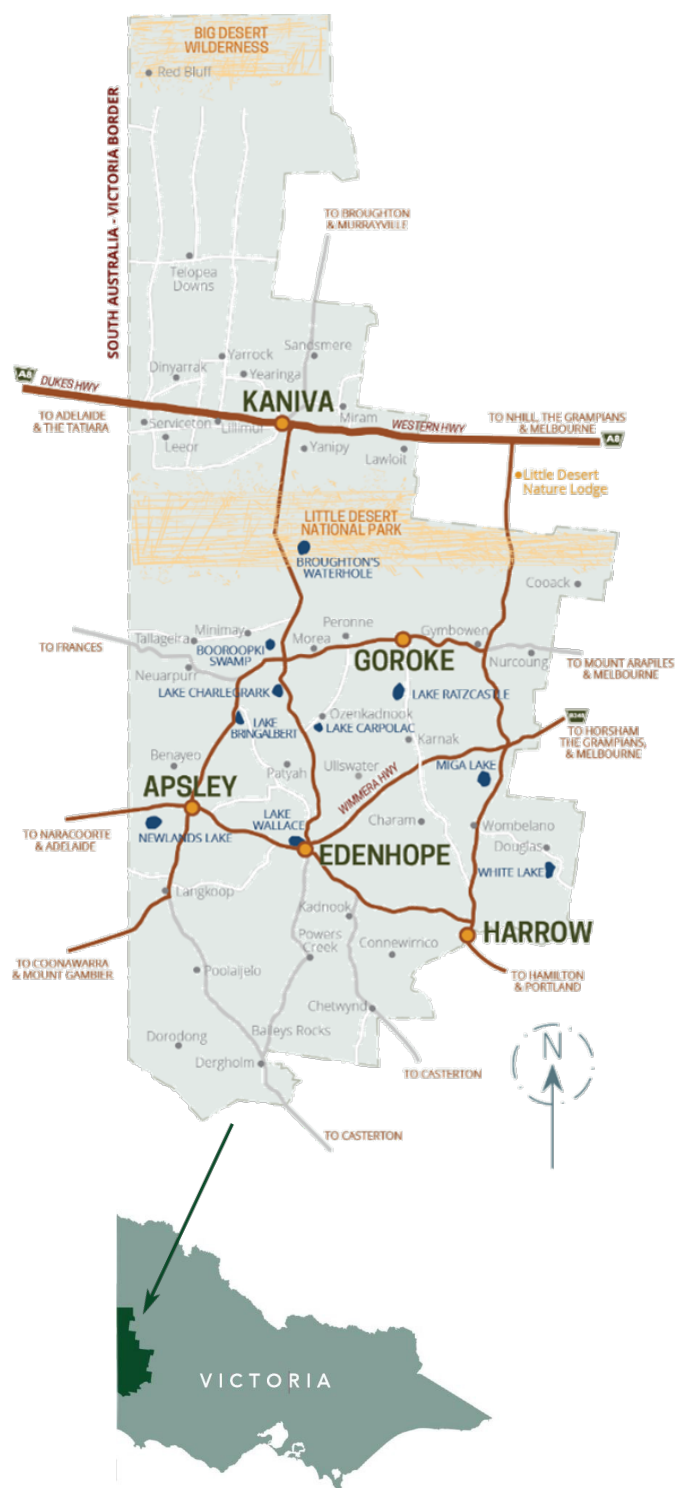 BIG DESERT
WILDERNESS
Red Bluff
SOUTH AUSTRALIA - VICTORIA BORDER
TO BROUGHTON
& MURRAYVILLE
Telopea
Downs
Sandsmere
Yarrock
Dinyarrak
Yearinga
A8
DUKES HWY
KANIVA
TO ADELAIDE
& THE TATIARA
Miram
Serviceton
Lillimur
WESTERN HWY
TO NHILL, THE GRAMPIANS
& MELBOURNE
A8
Leeor
Yanipy
Lawloit
Little Desert
Nature Lodge
LITTLE DESERT
NATIONAL PARK
BROUGHTON'S
WATERHOLE
Cooack
Peronne
Minimay
Tallageira
Gymbowen
Morea
TO FRANCES
BOOROOPKI
SWAMP
GOROKE
Nurcoung
TO MOUNT ARAPILES
& MELBOURNE
Neuarpurr
LAKE CHARLEGRARK
LAKE RATZCASTLE
Ozenkadnook
LAKE
BRINGALBERT
LAKE CARPOLAC
Karnak
TO HORSHAM
THE GRAMPIANS,
& MELBOURNE
Benayeo
Patyah
Ullswater
MIGA LAKE
WIMMERA HWY
APSLEY
LAKE
WALLACE
Charam
Wombelano
TO NARACOORTE
& ADELAIDE
NEWLANDS LAKE
Douglas
EDENHOPE
WHITE LAKE
Langkoop
Kadnook
HARROW
Powers
Creek
Connewirrico
TO COONAWARRA
& MOUNT GAMBIER
Poolaijelo
TO HAMILTON
& PORTLAND
Chetwynd
Baileys Rocks
Dorodong
N
Dergholm
TO CASTERTON
TO CASTERTON
VICTORIA